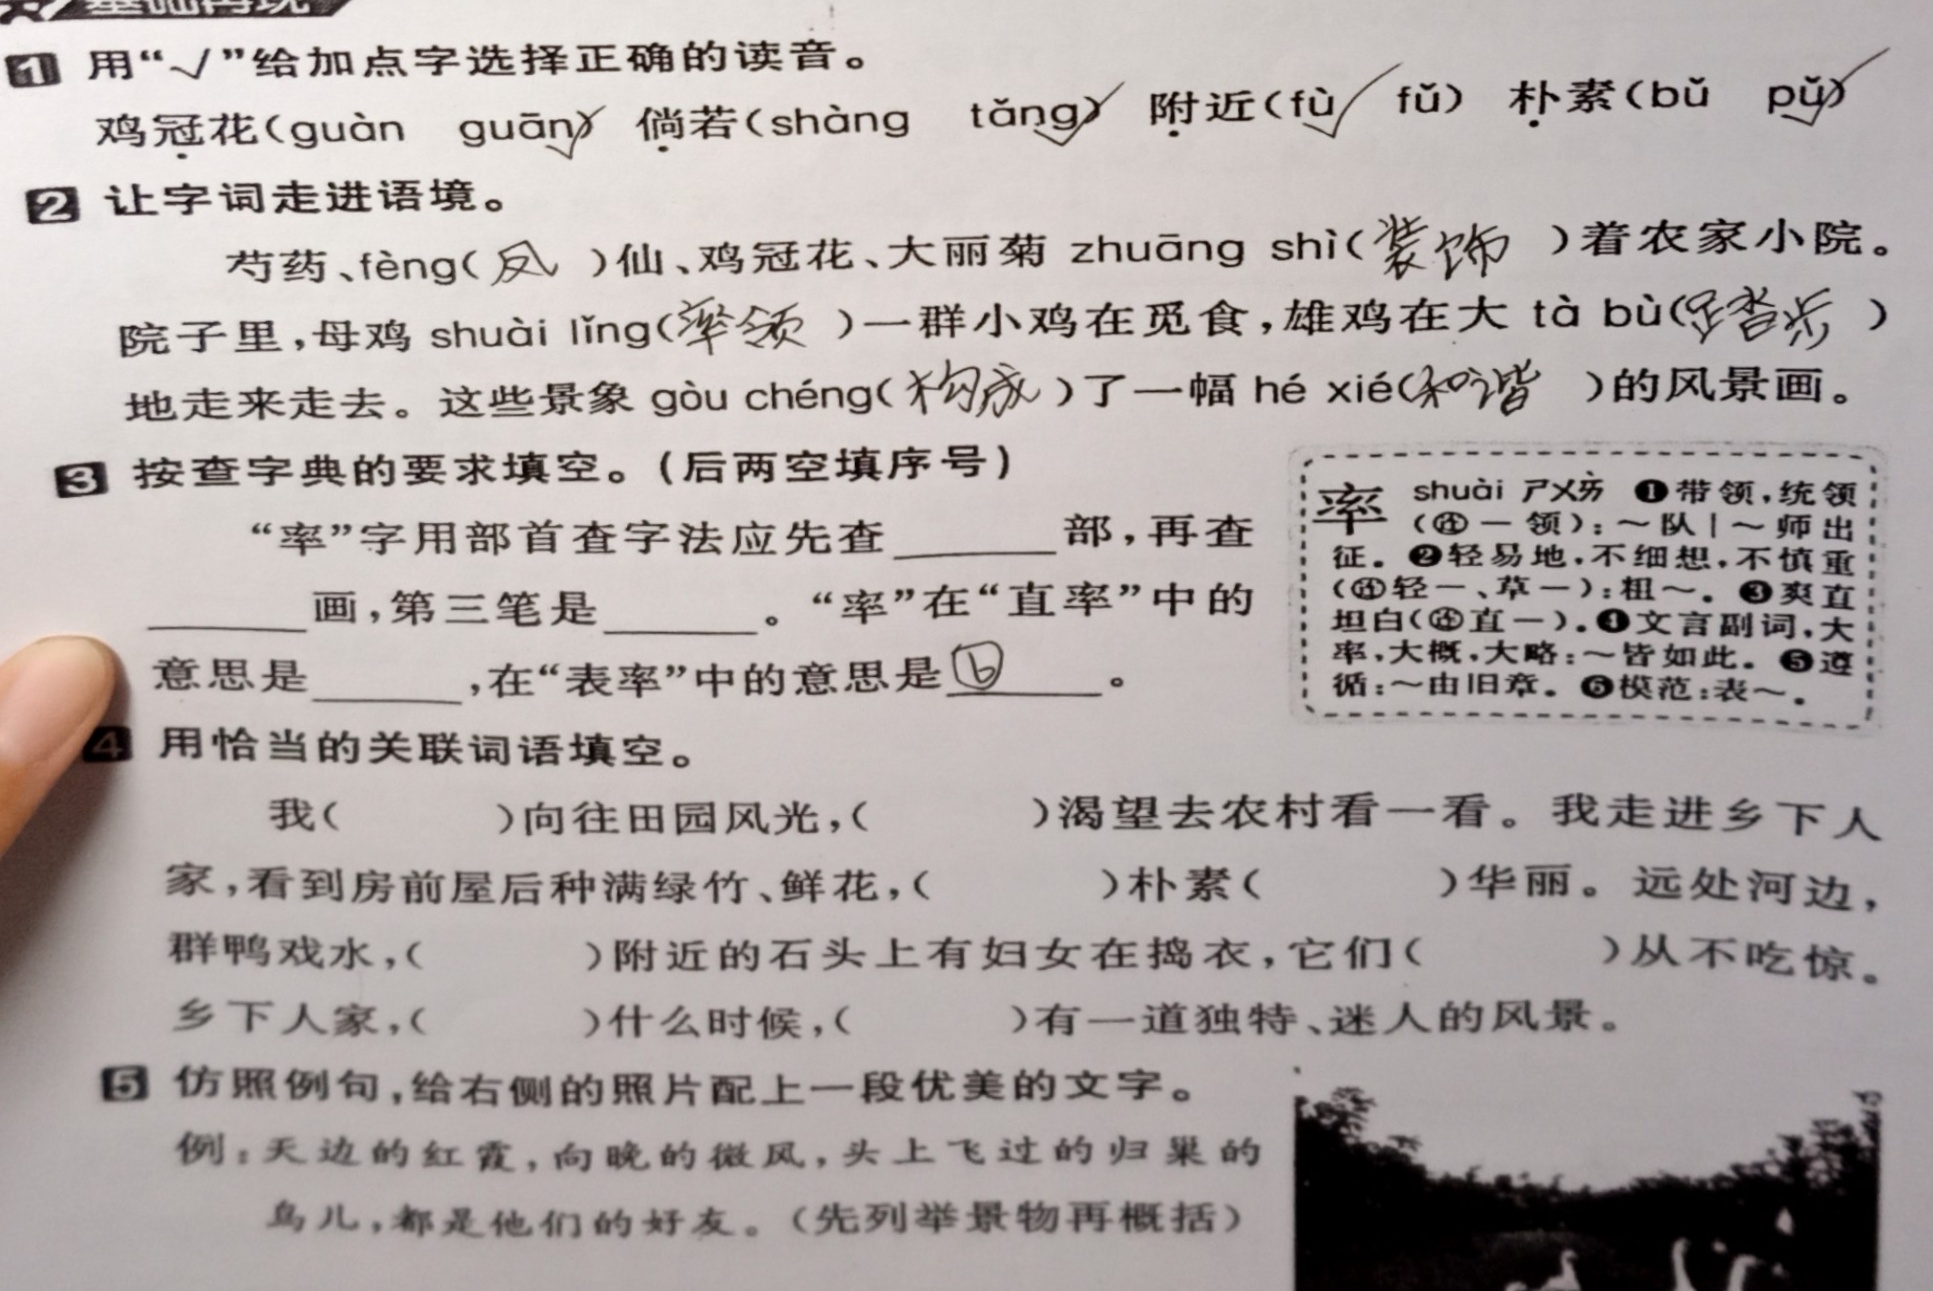 基础再现
1 用“√”给加点字选择正确的读音。
鸡冠花(guàn guān)√ 倘若(shàng tǎng)√ 附近(fù√ fǔ) 朴素(bǔ pǔ)√
2 让字词走进语境。
芍药、fèng(凤)仙、鸡冠花、大丽菊 zhuāng shì(装饰)着农家小院。
院子里,母鸡 shuài lǐng(率领)一群小鸡在觅食,雄鸡在大 tà bù(踏步)
地走来走去。这些景象 gòu chéng(构成)了一幅 hé xié(和谐)的风景画。
3 按查字典的要求填空。(后两空填序号)
“率”字用部首查字法应先查______部,再查
______画,第三笔是______。“率”在“直率”中的
意思是______,在“表率”中的意思是⑥。
率 shuài ㄕㄨㄞˋ ❶带领,统领
(㊣一领):～队|～师出
征。❷轻易地,不细想,不慎重
(轻一、草一):粗～。❸爽直
坦白(直一)。❹文言副词,大
率,大概,大略:～皆如此。❺遵
循:～由旧章。❻模范:表～。
4 用恰当的关联词语填空。
我( )向往田园风光,( )渴望去农村看一看。我走进乡下人
家,看到房前屋后种满绿竹、鲜花,( )朴素( )华丽。远处河边,
群鸭戏水,( )附近的石头上有妇女在捣衣,它们( )从不吃惊。
乡下人家,( )什么时候,( )有一道独特、迷人的风景。
5 仿照例句,给右侧的照片配上一段优美的文字。
例:天边的红霞,向晚的微风,头上飞过的归巢的
鸟儿,都是他们的好友。(先列举景物再概括)